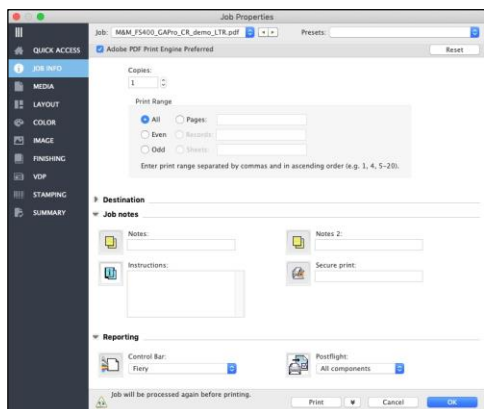 Job Properties
Job: M&M_FS400_GAPro_CR_demo_LTR.pdf Presets:
QUICK ACCESS
JOB INFO
MEDIA
LAYOUT
COLOR
IMAGE
FINISHING
VDP
STAMPING
SUMMARY
Adobe PDF Print Engine Preferred Reset
Copies:
1
Print Range
All Pages:
Even Records:
Odd Sheets:
Enter print range separated by commas and in ascending order (e.g. 1, 4, 5-20).
Destination
Job notes
Notes: Notes 2:
Instructions: Secure print:
Reporting
Control Bar: Postflight:
Fiery All components
Job will be processed again before printing.
Print Cancel OK